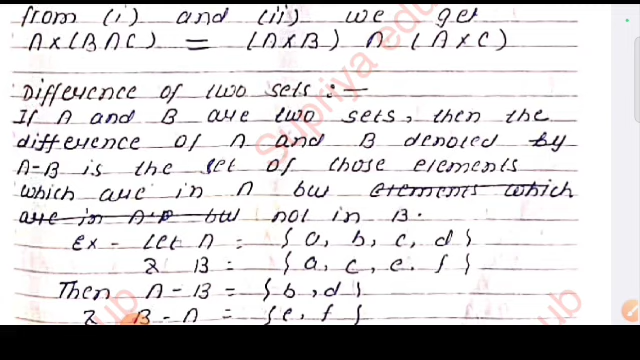 from (i) and (ii) we get
A×(B∩C) = (A×B) ∩ (A×C)
Difference of two sets :—
If A and B are two sets, then the
difference of A and B denoted by
A-B is the set of those elements
which are in A but elements which
are in A-B but not in B.
Ex - Let A = { a, b, c, d }
& B = { a, c, e, f }
Then A - B = { b, d }
& B - A = { e, f }